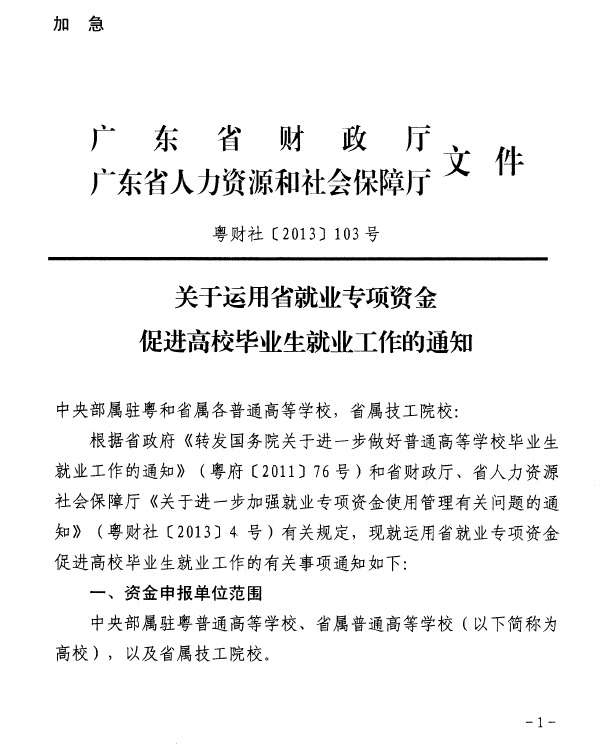 加 急
广东省财政厅
广东省人力资源和社会保障厅 文件
粤财社〔2013〕103号
关于运用省就业专项资金
促进高校毕业生就业工作的通知
中央部属驻粤和省属各普通高等学校，省属技工院校：
根据省政府《转发国务院关于进一步做好普通高等学校毕业生
就业工作的通知》（粤府〔2011〕76号）和省财政厅、省人力资源
社会保障厅《关于进一步加强就业专项资金使用管理有关问题的通
知》（粤财社〔2013〕4 号）有关规定，现就运用省就业专项资金
促进高校毕业生就业工作的有关事项通知如下：
一、资金申报单位范围
中央部属驻粤普通高等学校、省属普通高等学校（以下简称为
高校），以及省属技工院校。
-1-